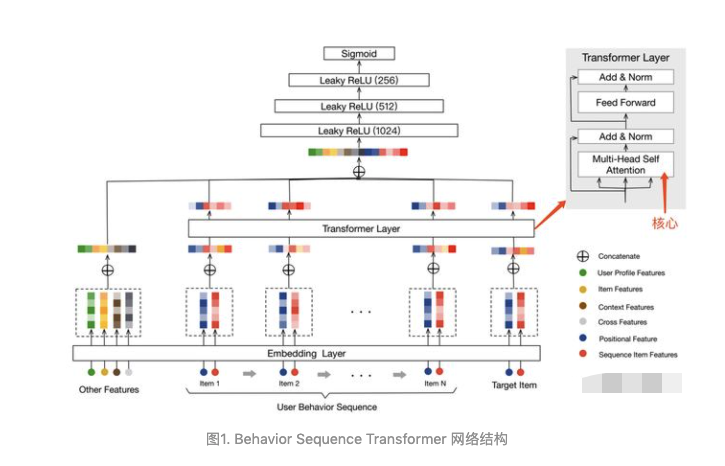 Sigmoid
Leaky ReLU (256)
Leaky ReLU (512)
Leaky ReLU (1024)
Transformer Layer
Embedding Layer
Other Features
Item 1
Item 2
. . .
Item N
Target Item
User Behavior Sequence
Transformer Layer
Add & Norm
Feed Forward
Add & Norm
Multi-Head Self
Attention
核心
Concatenate
User Profile Features
Item Features
Context Features
Cross Features
Positional Feature
Sequence Item Features
图1. Behavior Sequence Transformer 网络结构